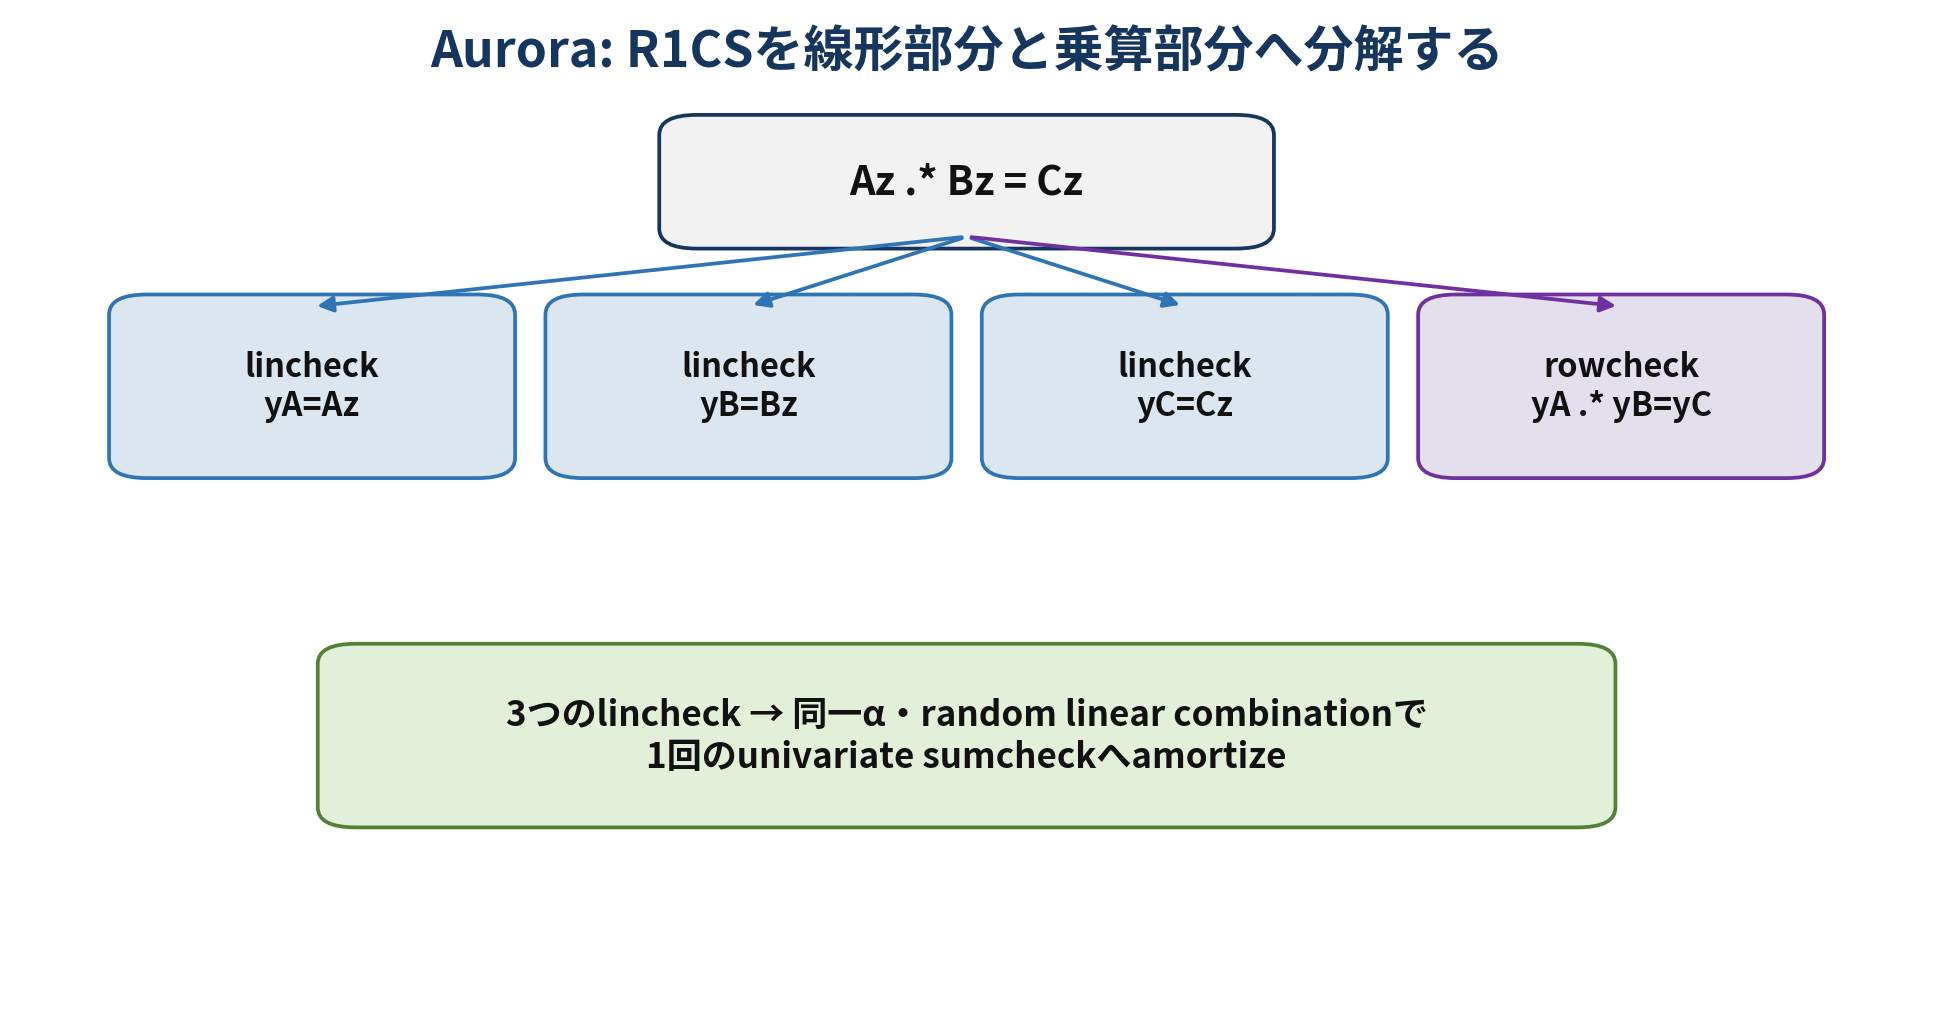 Aurora: R1CSを線形部分と乗算部分へ分解する
Az .* Bz = Cz
lincheck
yA=Az
lincheck
yB=Bz
lincheck
yC=Cz
rowcheck
yA .* yB=yC
3つのlincheck → 同一α・random linear combinationで
1回のunivariate sumcheckへamortize